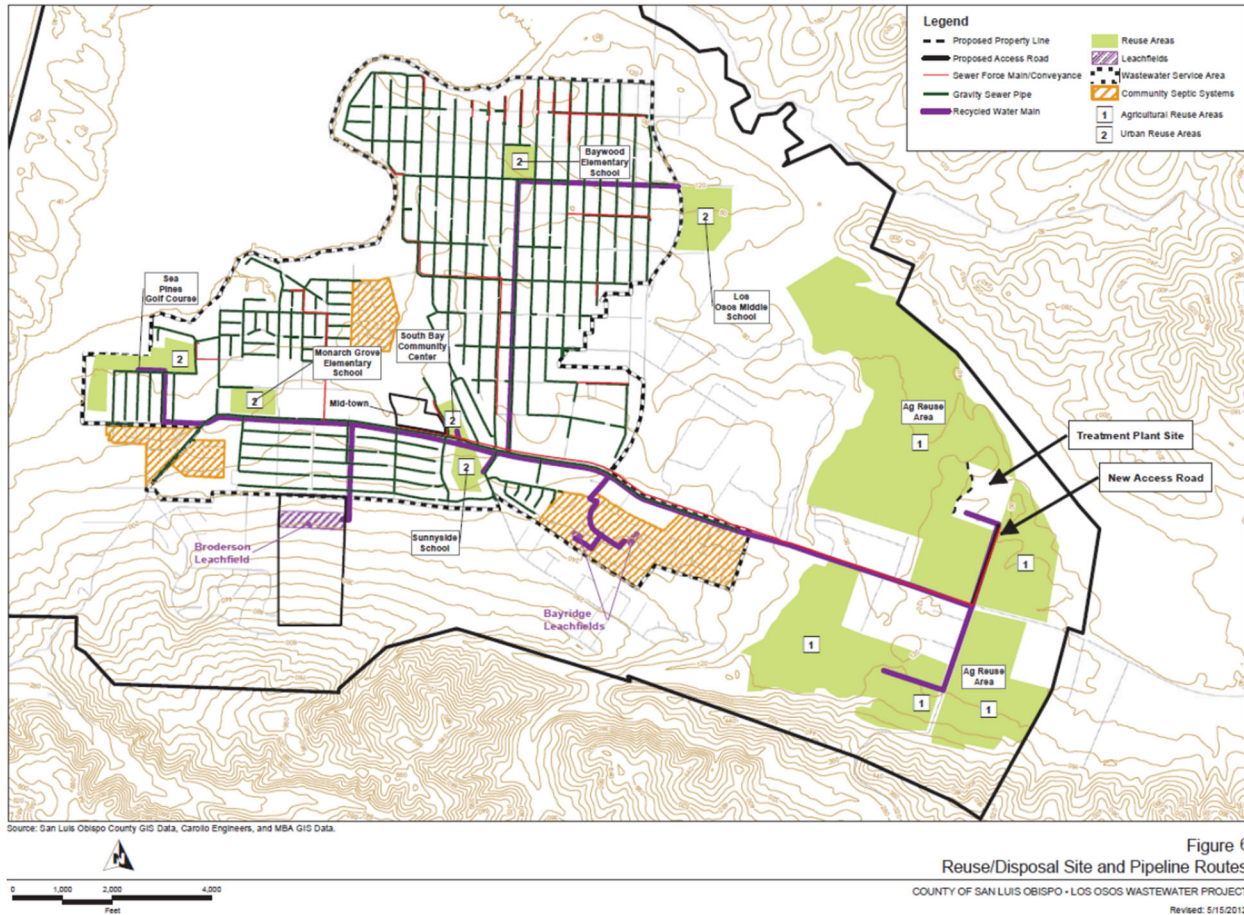 Legend
Proposed Property Line
Proposed Access Road
Sewer Force Main/Conveyance
Gravity Sewer Pipe
Recycled Water Main
Reuse Areas
Leachfields
Wastewater Service Area
Community Septic Systems
1 Agricultural Reuse Areas
2 Urban Reuse Areas
2
Baywood
Elementary
School
2
Los
Osos Middle
School
Sea
Pines
Golf Course
2
Monarch Grove
Elementary
School
2
South Bay
Community
Center
Mid-town
2
2
Sunnyside
School
Broderson
Leachfield
Bayridge
Leachfields
Ag Reuse
Area
1
Treatment Plant Site
New Access Road
1
1
Ag Reuse
Area
1
1
Source: San Luis Obispo County GIS Data, Carollo Engineers, and MBA GIS Data.
N
0 1,000 2,000 4,000
Feet
Figure 6
Reuse/Disposal Site and Pipeline Routes
COUNTY OF SAN LUIS OBISPO • LOS OSOS WASTEWATER PROJECT
Revised: 5/15/2012